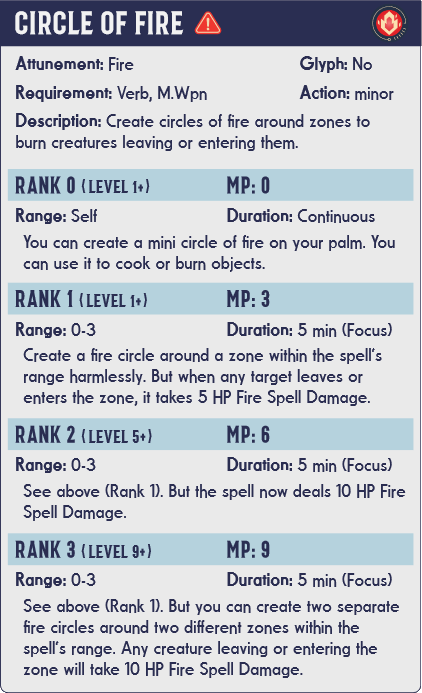 CIRCLE OF FIRE
Attunement: Fire Glyph: No
Requirement: Verb, M.Wpn Action: minor
Description: Create circles of fire around zones to
burn creatures leaving or entering them.
RANK 0 (LEVEL 1+) MP: 0
Range: Self Duration: Continuous
You can create a mini circle of fire on your palm. You
can use it to cook or burn objects.
RANK 1 (LEVEL 1+) MP: 3
Range: 0-3 Duration: 5 min (Focus)
Create a fire circle around a zone within the spell's
range harmlessly. But when any target leaves or
enters the zone, it takes 5 HP Fire Spell Damage.
RANK 2 (LEVEL 5+) MP: 6
Range: 0-3 Duration: 5 min (Focus)
See above (Rank 1). But the spell now deals 10 HP Fire
Spell Damage.
RANK 3 (LEVEL 9+) MP: 9
Range: 0-3 Duration: 5 min (Focus)
See above (Rank 1). But you can create two separate
fire circles around two different zones within the
spell's range. Any creature leaving or entering the
zone will take 10 HP Fire Spell Damage.